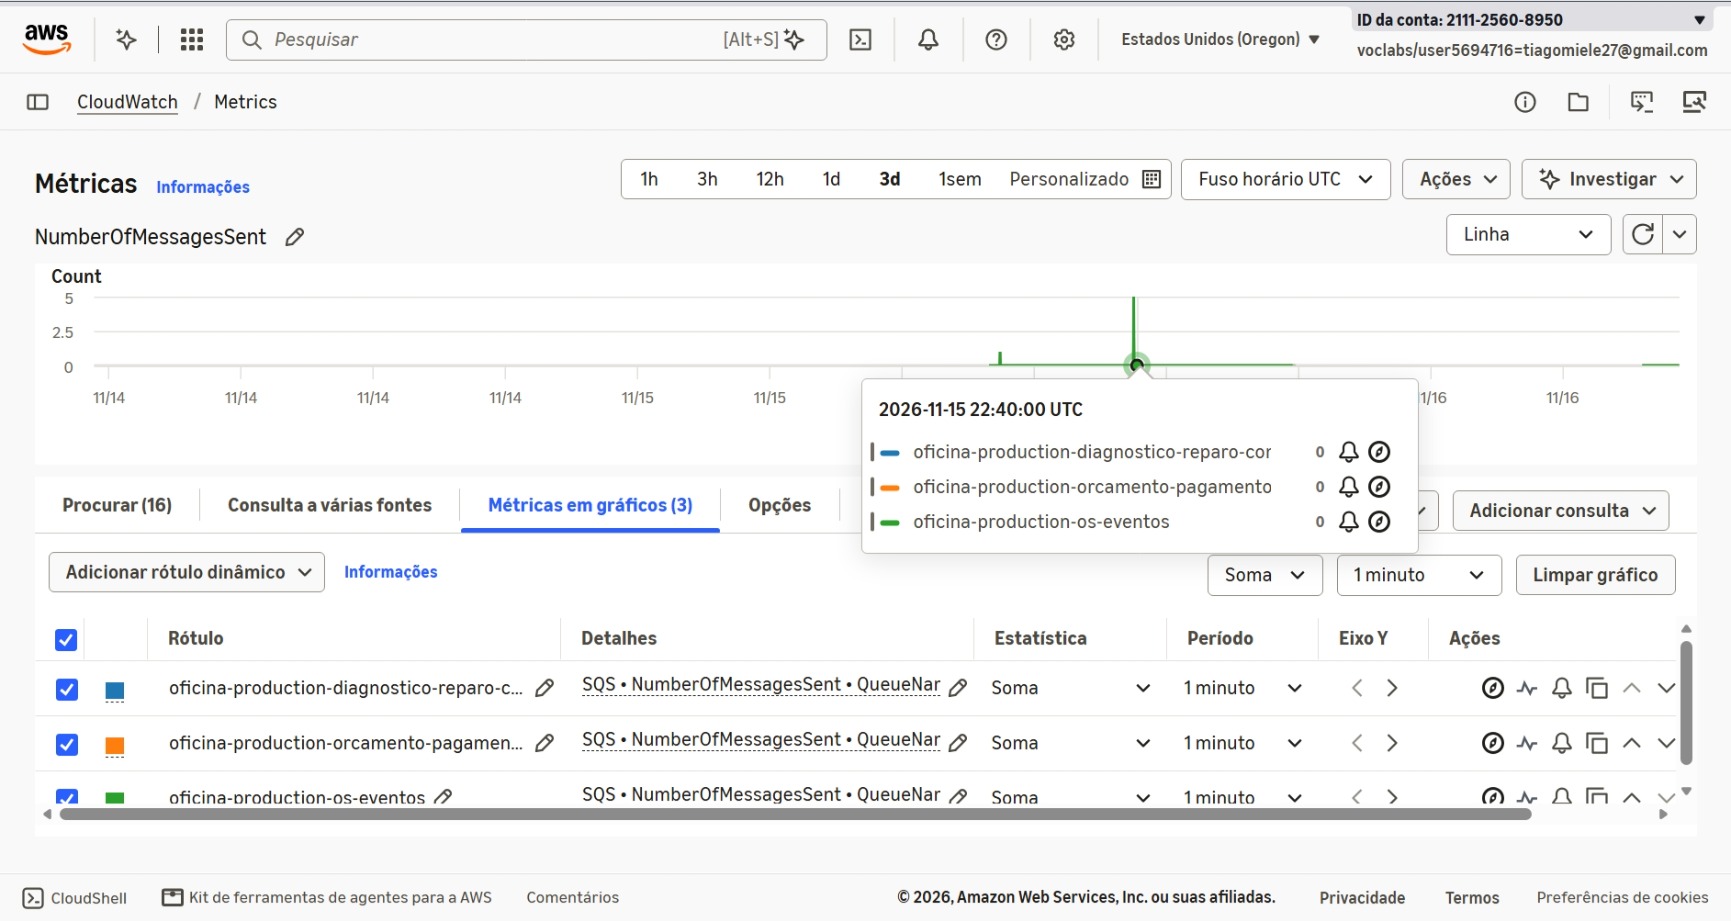 aws
Pesquisar [Alt+S]
Estados Unidos (Oregon)
ID da conta: 2111-2560-8950
voclabs/user5694716=tiagomiele27@gmail.com
CloudWatch / Metrics
Métricas Informações
1h 3h 12h 1d 3d 1sem Personalizado
Fuso horário UTC
Ações
Investigar
NumberOfMessagesSent
Linha
Count
5
2.5
0
11/14 11/14 11/14 11/14 11/15 11/15 1/16 11/16
2026-11-15 22:40:00 UTC
oficina-production-diagnostico-reparo-cor 0
oficina-production-orcamento-pagamento 0
oficina-production-os-eventos 0
Procurar (16) Consulta a várias fontes Métricas em gráficos (3) Opções
Adicionar consulta
Adicionar rótulo dinâmico Informações
Soma 1 minuto Limpar gráfico
Rótulo Detalhes Estatística Período Eixo Y Ações
oficina-production-diagnostico-reparo-c... SQS • NumberOfMessagesSent • QueueNar Soma 1 minuto
oficina-production-orcamento-pagamen... SQS • NumberOfMessagesSent • QueueNar Soma 1 minuto
oficina-production-os-eventos SQS • NumberOfMessagesSent • QueueNar Soma 1 minuto
CloudShell Kit de ferramentas de agentes para a AWS Comentários
© 2026, Amazon Web Services, Inc. ou suas afiliadas. Privacidade Termos Preferências de cookies